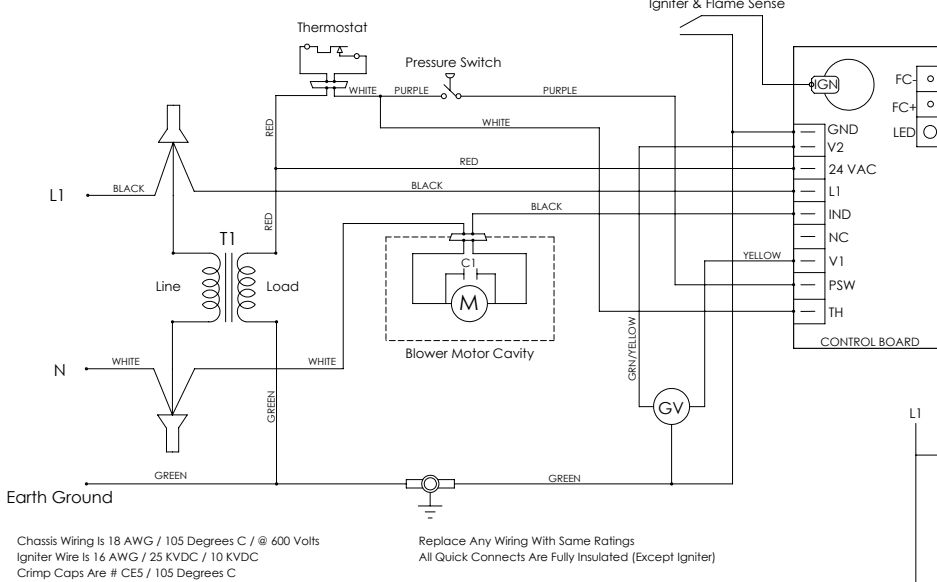 Igniter & Flame Sense
Thermostat
Pressure Switch
WHITE PURPLE PURPLE
IGN
FC-
FC+
LED
WHITE
RED
GND
V2
RED
24 VAC
L1 BLACK
BLACK
L1
BLACK
IND
RED
T1
NC
C1
YELLOW
V1
Line
Load
M
PSW
TH
CONTROL BOARD
Blower Motor Cavity
N WHITE
WHITE
GRN/YELLOW
GV
GREEN
L1
GREEN
GREEN
Earth Ground
Chassis Wiring Is 18 AWG / 105 Degrees C / @ 600 Volts
Igniter Wire Is 16 AWG / 25 KVDC / 10 KVDC
Crimp Caps Are # CE5 / 105 Degrees C
Replace Any Wiring With Same Ratings
All Quick Connects Are Fully Insulated (Except Igniter)